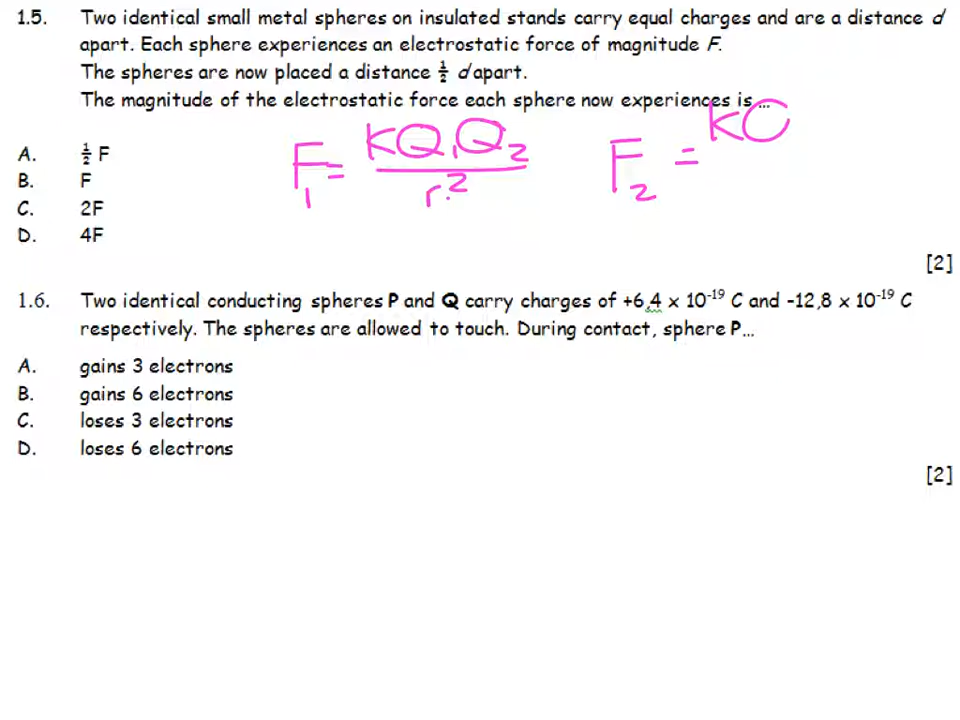 1.5. Two identical small metal spheres on insulated stands carry equal charges and are a distance d
apart. Each sphere experiences an electrostatic force of magnitude F.
The spheres are now placed a distance ½ d apart.
The magnitude of the electrostatic force each sphere now experiences is...
A. ½ F
B. F
C. 2F
D. 4F
F₁ = kQ₁Q₂ / r²
F₂ = kC
[2]
1.6. Two identical conducting spheres P and Q carry charges of +6,4 x 10⁻¹⁹ C and -12,8 x 10⁻¹⁹ C
respectively. The spheres are allowed to touch. During contact, sphere P...
A. gains 3 electrons
B. gains 6 electrons
C. loses 3 electrons
D. loses 6 electrons
[2]